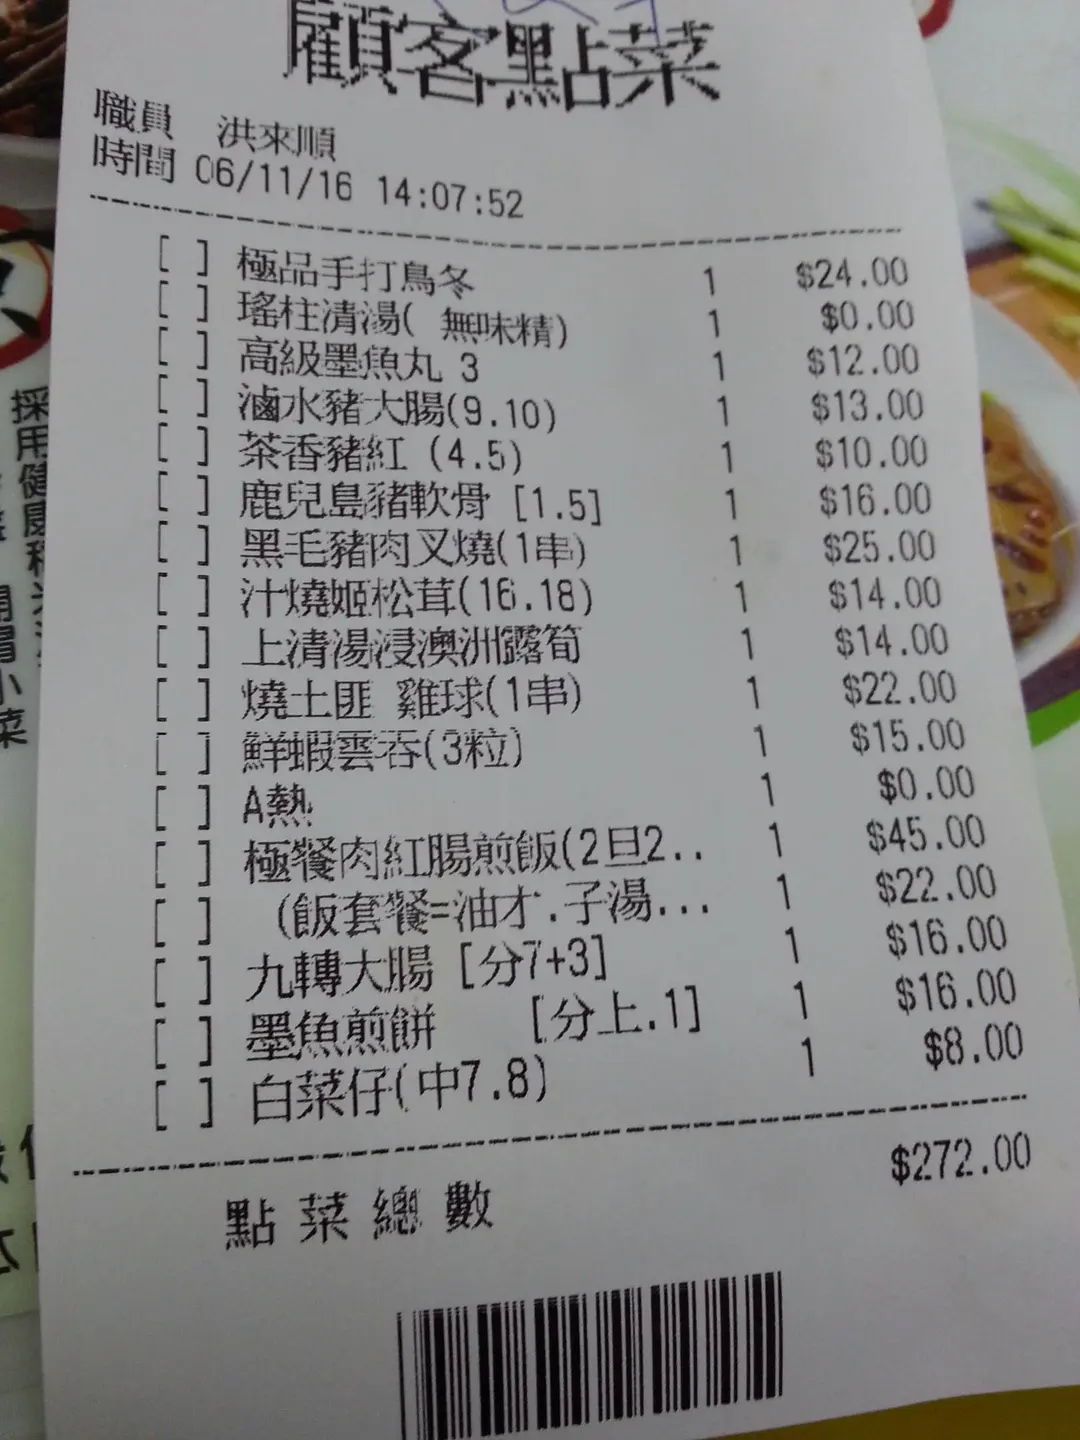 顧客點菜
職員 洪來順
時間 06/11/16 14:07:52
[ ] 極品手打烏冬 1 $24.00
[ ] 瑤柱清湯( 無味精) 1 $0.00
[ ] 高級墨魚丸 3 1 $12.00
[ ] 滷水豬大腸(9.10) 1 $13.00
[ ] 茶香豬紅 (4.5) 1 $10.00
[ ] 鹿兒島豬軟骨 [1.5] 1 $16.00
[ ] 黑毛豬肉叉燒(1串) 1 $25.00
[ ] 汁燒姬松茸(16.18) 1 $14.00
[ ] 上清湯浸澳洲露筍 1 $14.00
[ ] 燒土匪 雞球(1串) 1 $22.00
[ ] 鮮蝦雲吞(3粒) 1 $15.00
[ ] A熱 1 $0.00
[ ] 極餐肉紅腸煎飯(2旦2.. 1 $45.00
[ ] (飯套餐=油才.子湯... 1 $22.00
[ ] 九轉大腸 [分7+3] 1 $16.00
[ ] 墨魚煎餅 [分上.1] 1 $16.00
[ ] 白菜仔(中7.8) 1 $8.00
點菜總數 $272.00
採用健康
小菜